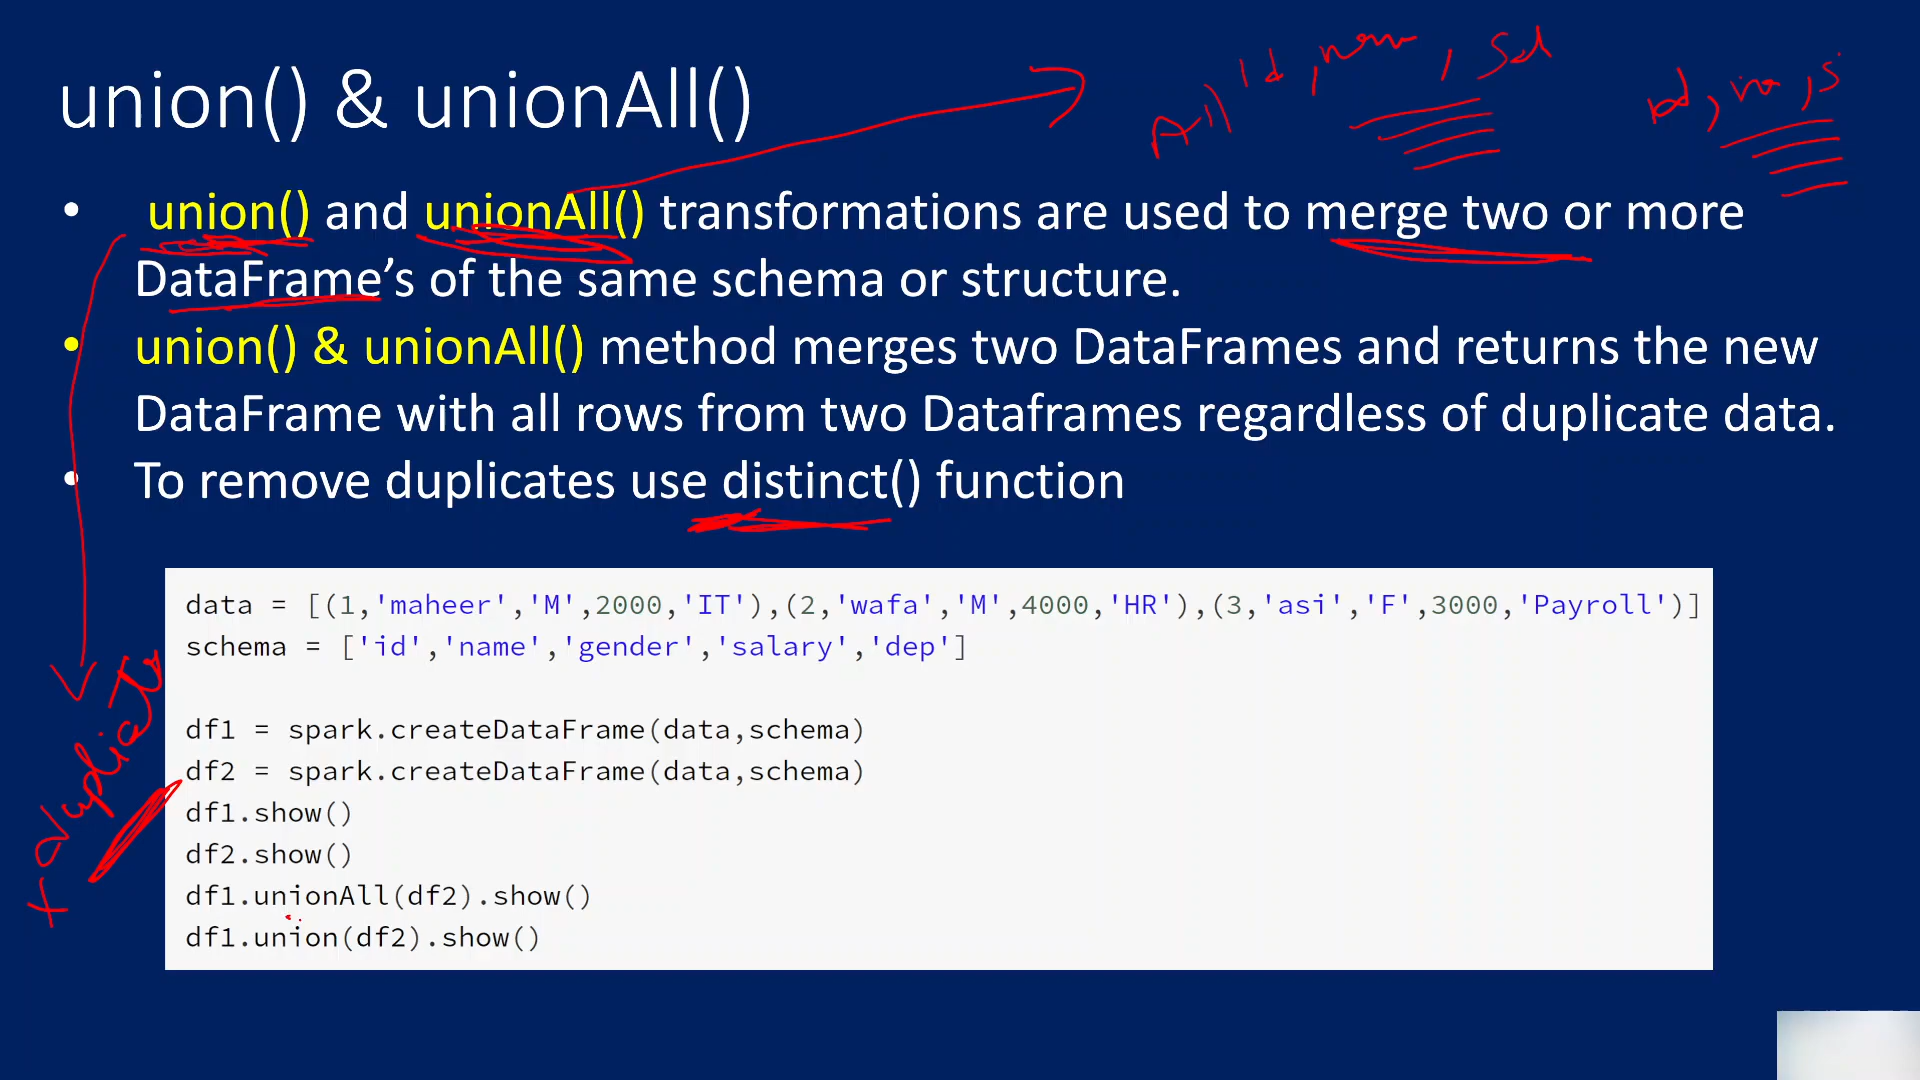 union() & unionAll()
All id, , Sal
id, , S
• union() and unionAll() transformations are used to merge two or more
DataFrame’s of the same schema or structure.
• union() & unionAll() method merges two DataFrames and returns the new
DataFrame with all rows from two Dataframes regardless of duplicate data.
• To remove duplicates use distinct() function
data = [(1,'maheer','M',2000,'IT'),(2,'wafa','M',4000,'HR'),(3,'asi','F',3000,'Payroll')]
schema = ['id','name','gender','salary','dep']
df1 = spark.createDataFrame(data,schema)
df2 = spark.createDataFrame(data,schema)
df1.show()
df2.show()
df1.unionAll(df2).show()
df1.union(df2).show()